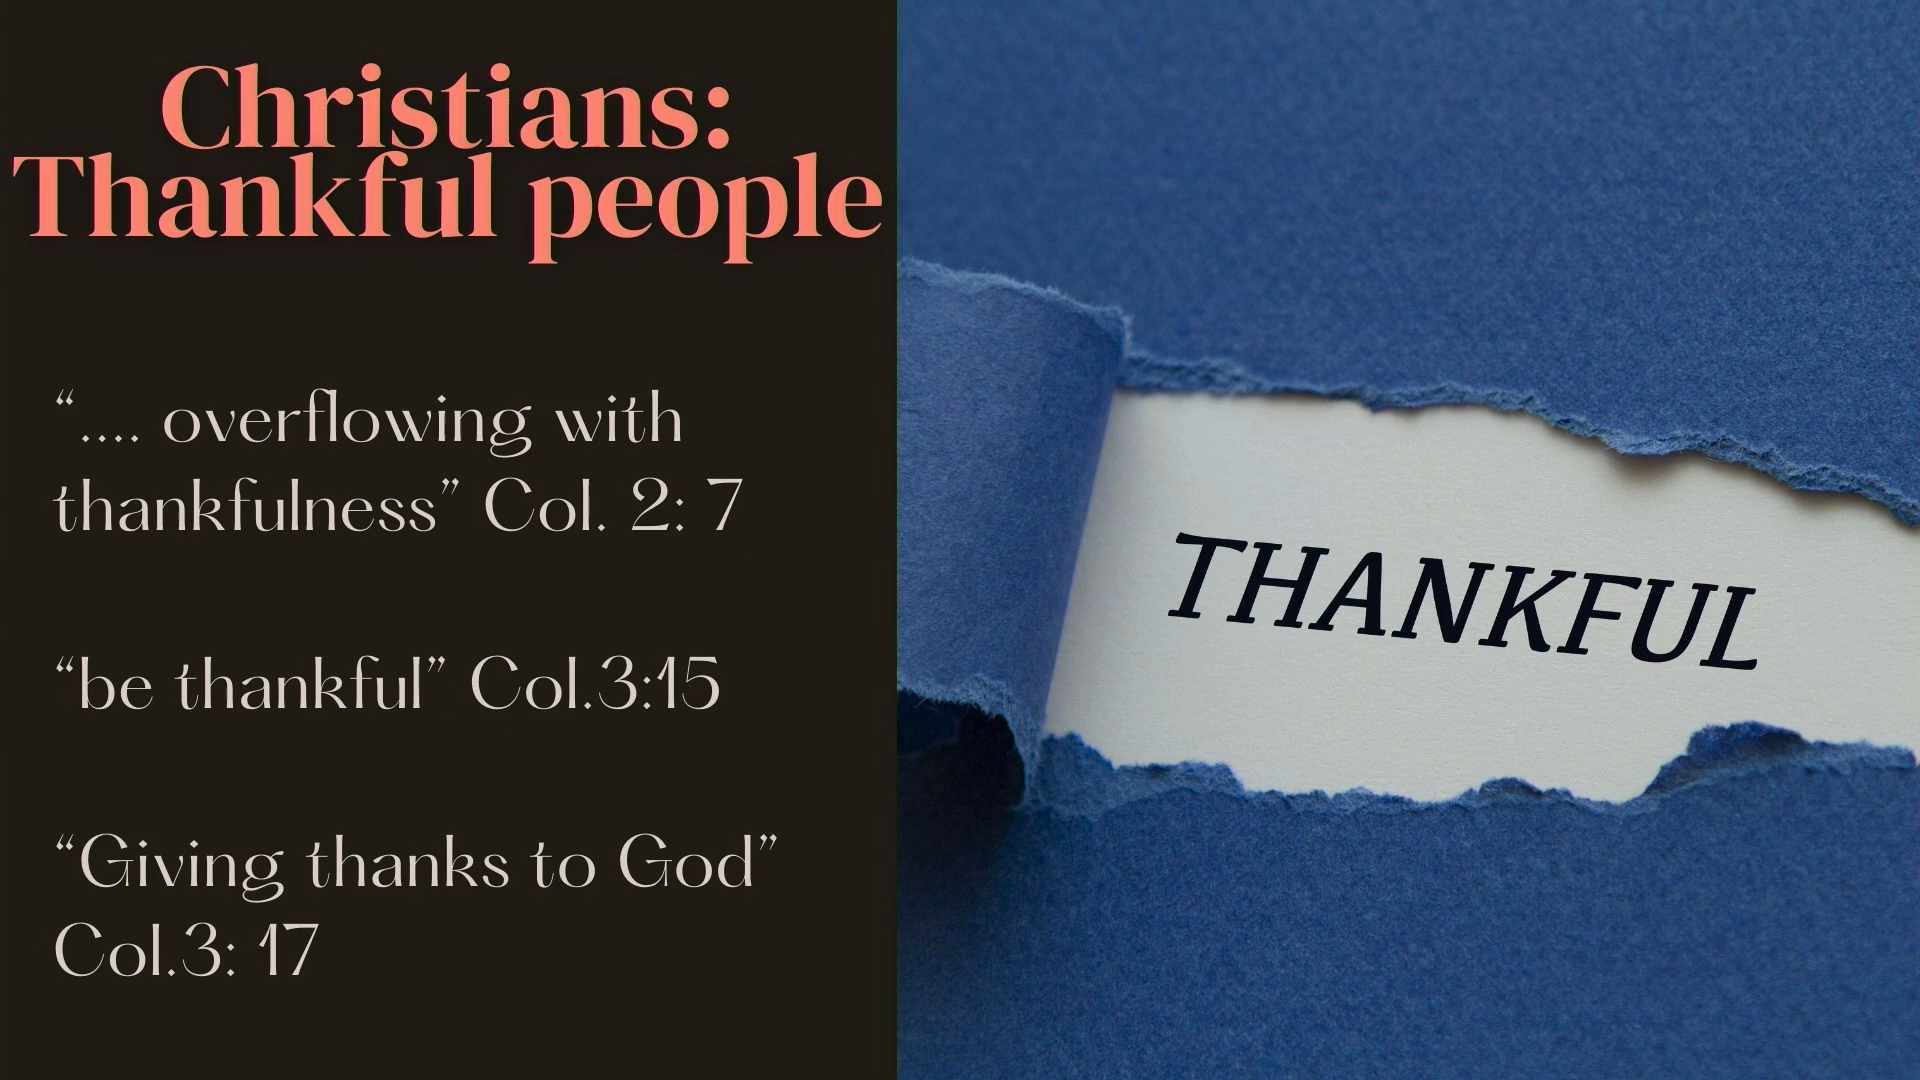 Christians:
Thankful people
“.... overflowing with
thankfulness” Col. 2: 7
“be thankful” Col.3:15
“Giving thanks to God”
Col.3: 17
THANKFUL